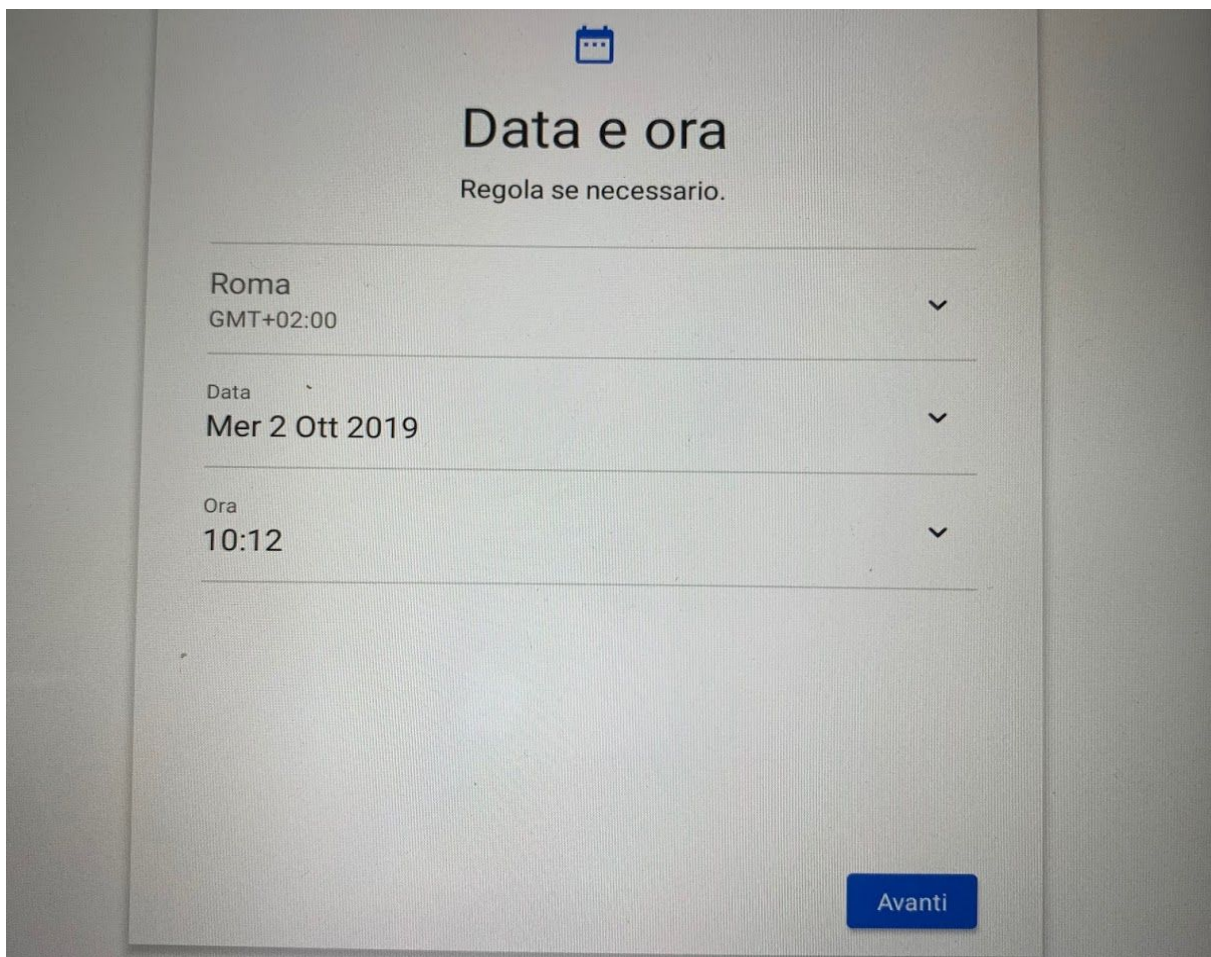 Data e ora
Regola se necessario.
Roma
GMT+02:00
Data
Mer 2 Ott 2019
Ora
10:12
Avanti